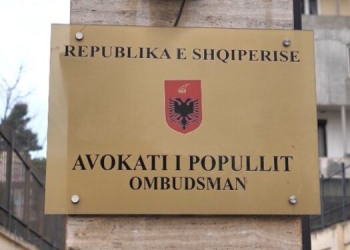 REPUBLIKA E SHQIPERISE
AVOKATI I POPULLIT
OMBUDSMAN